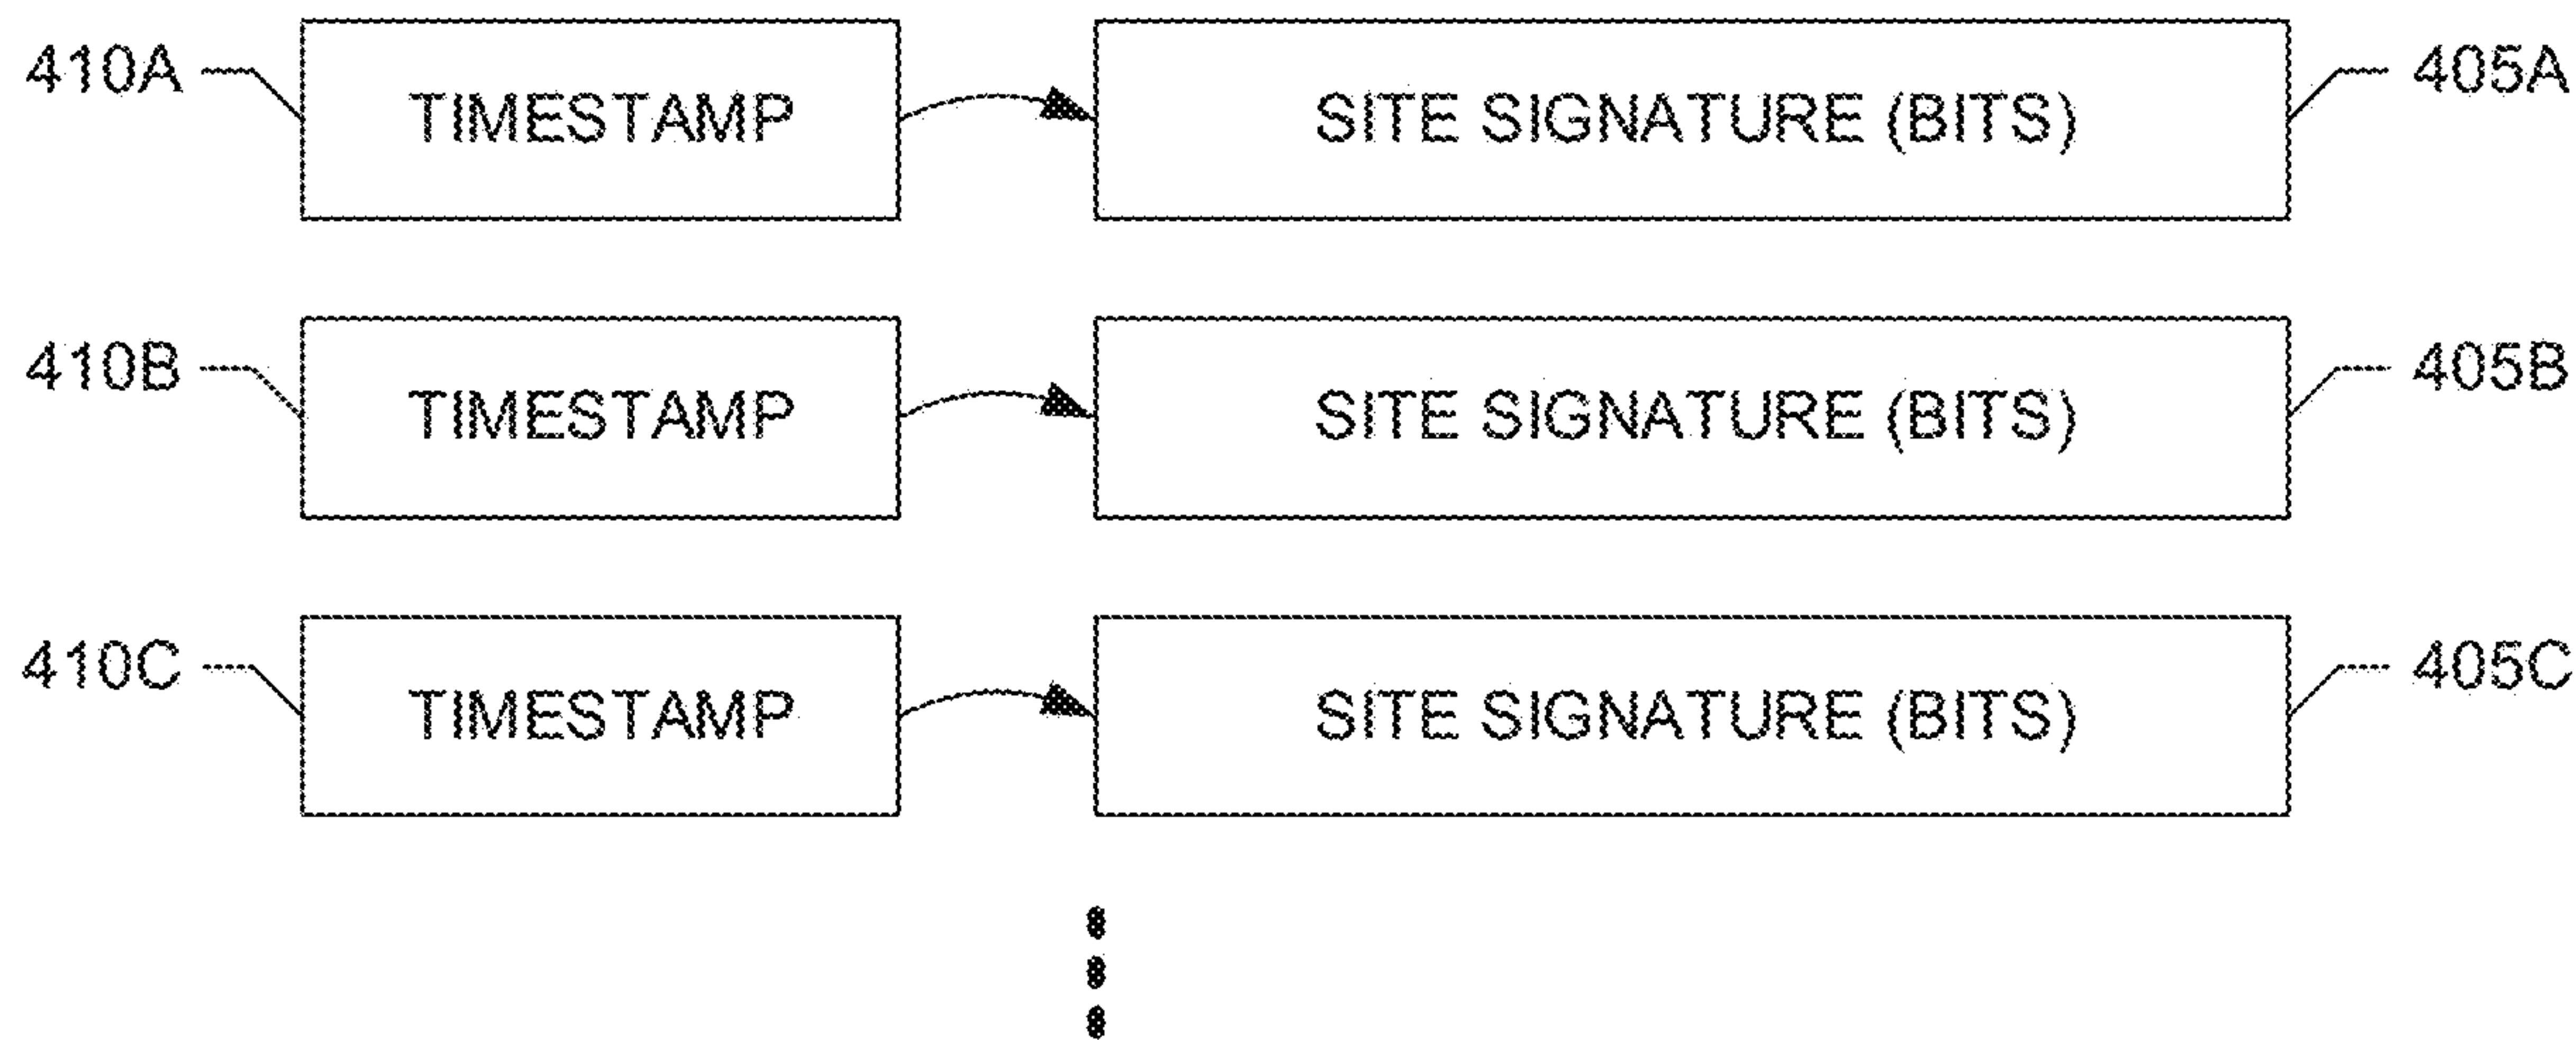 410A TIMESTAMP SITE SIGNATURE (BITS) 405A
410B TIMESTAMP SITE SIGNATURE (BITS) 405B
410C TIMESTAMP SITE SIGNATURE (BITS) 405C